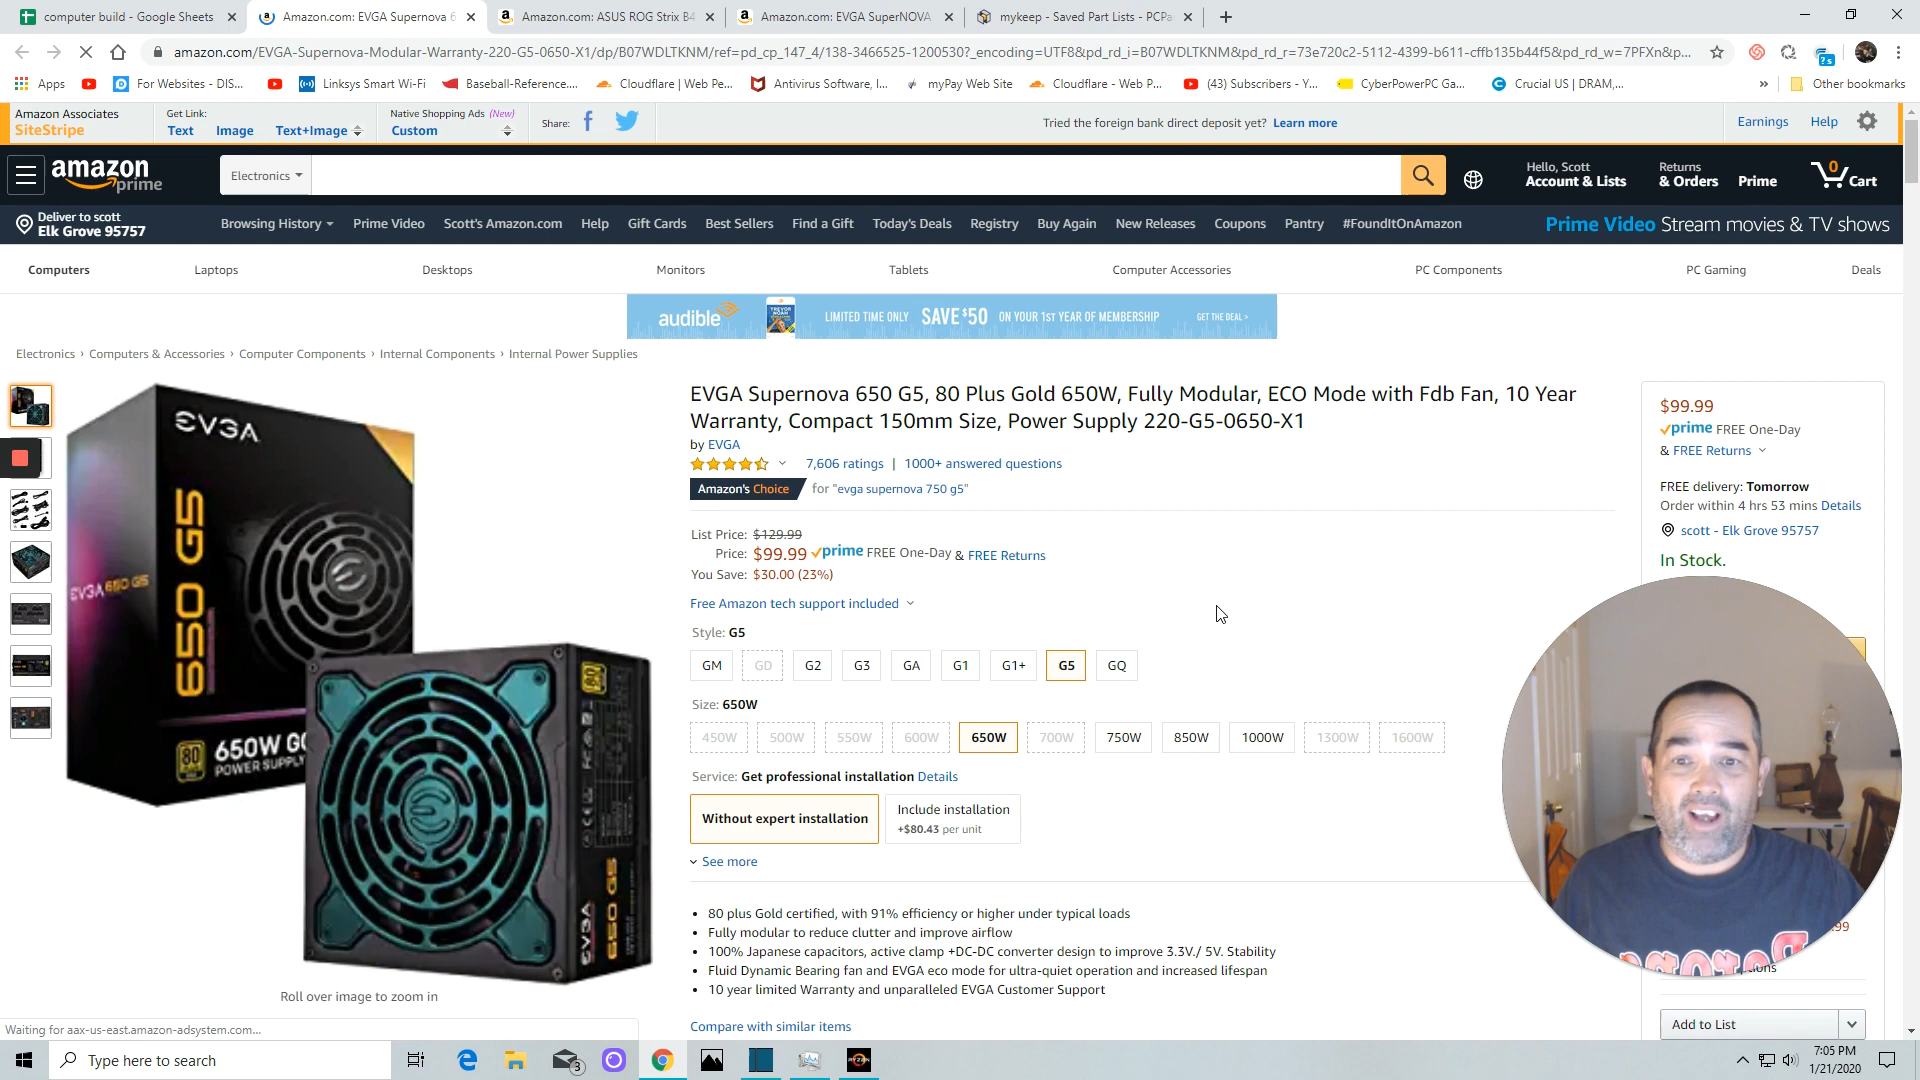 computer build - Google Sheets
Amazon.com: EVGA Supernova 6
Amazon.com: ASUS ROG Strix B4
Amazon.com: EVGA SuperNOVA
mykeep - Saved Part Lists - PCPa
amazon.com/EVGA-Supernova-Modular-Warranty-220-G5-0650-X1/dp/B07WDLTKNM/ref=pd_cp_147_4/138-3466525-1200530?_encoding=UTF8&pd_rd_i=B07WDLTKNM&pd_rd_r=73e720c2-5112-4399-b611-cffb135b44f5&pd_rd_w=7PFXn&p...
Apps
For Websites - DIS...
Linksys Smart Wi-Fi
Baseball-Reference....
Cloudflare | Web Pe...
Antivirus Software, I...
myPay Web Site
Cloudflare - Web P...
(43) Subscribers - Y...
CyberPowerPC Ga...
Crucial US | DRAM,...
» Other bookmarks
Amazon Associates
SiteStripe
Get Link:
Text Image Text+Image
Native Shopping Ads (New)
Custom
Share:
Tried the foreign bank direct deposit yet? Learn more
Earnings Help
amazon prime
Electronics
Hello, Scott
Account & Lists
Returns
& Orders
Prime
0
Cart
Deliver to scott
Elk Grove 95757
Browsing History Prime Video Scott's Amazon.com Help Gift Cards Best Sellers Find a Gift Today's Deals Registry Buy Again New Releases Coupons Pantry #FoundItOnAmazon
Prime Video Stream movies & TV shows
Computers Laptops Desktops Monitors Tablets Computer Accessories PC Components PC Gaming Deals
audible TREVOR NOAH LIMITED TIME ONLY SAVE $50 ON YOUR 1ST YEAR OF MEMBERSHIP GET THE DEAL >
Electronics › Computers & Accessories › Computer Components › Internal Components › Internal Power Supplies
EVGA
650 G5
EVGA 650 G5
650W GO
POWER SUPPLY
EVGA 650 G5
Roll over image to zoom in
EVGA Supernova 650 G5, 80 Plus Gold 650W, Fully Modular, ECO Mode with Fdb Fan, 10 Year
Warranty, Compact 150mm Size, Power Supply 220-G5-0650-X1
by EVGA
7,606 ratings | 1000+ answered questions
Amazon's Choice for "evga supernova 750 g5"
List Price: $129.99
Price: $99.99 prime FREE One-Day & FREE Returns
You Save: $30.00 (23%)
Free Amazon tech support included
Style: G5
GM GD G2 G3 GA G1 G1+ G5 GQ
Size: 650W
450W 500W 550W 600W 650W 700W 750W 850W 1000W 1300W 1600W
Service: Get professional installation Details
Without expert installation
Include installation
+$80.43 per unit
See more
• 80 plus Gold certified, with 91% efficiency or higher under typical loads
• Fully modular to reduce clutter and improve airflow
• 100% Japanese capacitors, active clamp +DC-DC converter design to improve 3.3V./ 5V. Stability
• Fluid Dynamic Bearing fan and EVGA eco mode for ultra-quiet operation and increased lifespan
• 10 year limited Warranty and unparalleled EVGA Customer Support
Compare with similar items
$99.99
prime FREE One-Day
& FREE Returns
FREE delivery: Tomorrow
Order within 4 hrs 53 mins Details
scott - Elk Grove 95757
In Stock.
.99
Add to List
Waiting for aax-us-east.amazon-adsystem.com...
Type here to search
3
RYZEN
7:05 PM
1/21/2020